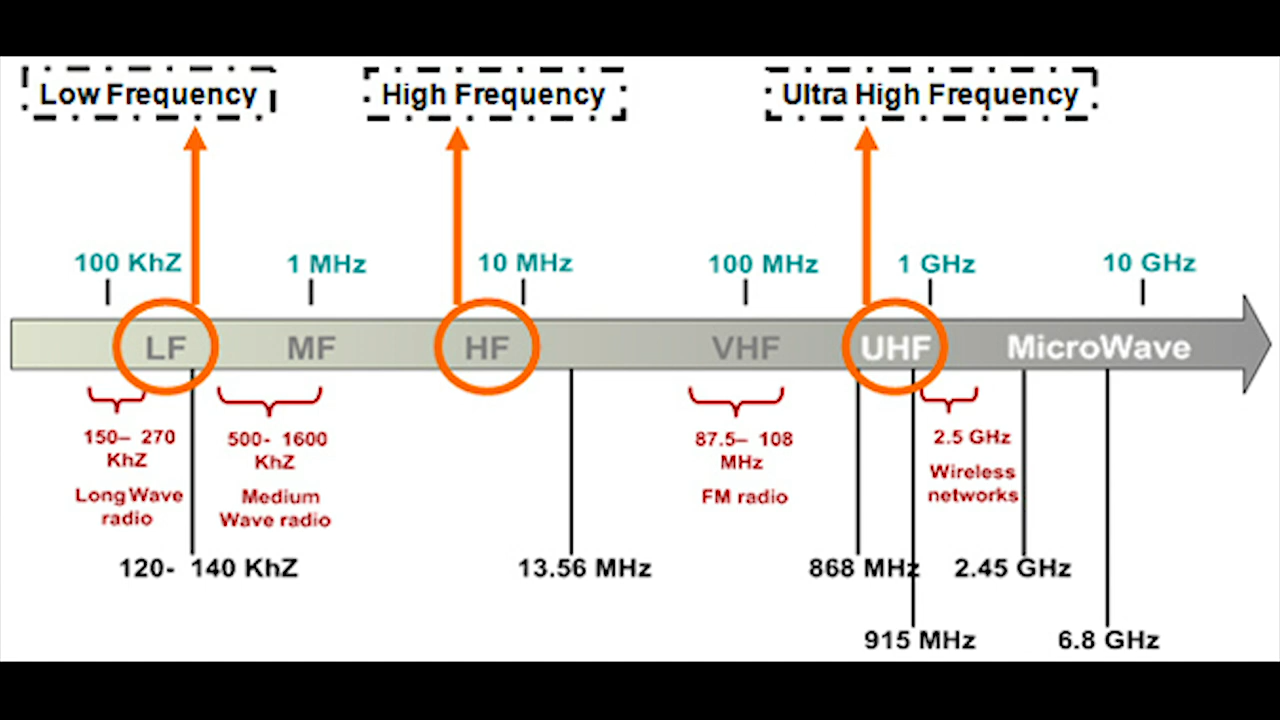 Low Frequency
High Frequency
Ultra High Frequency
100 KhZ
1 MHz
10 MHz
100 MHz
1 GHz
10 GHz
LF
MF
HF
VHF
UHF
MicroWave
150– 270
KhZ
Long Wave
radio
500- 1600
KhZ
Medium
Wave radio
87.5– 108
MHz
FM radio
2.5 GHz
Wireless
networks
120- 140 KhZ
13.56 MHz
868 MHz
2.45 GHz
915 MHz
6.8 GHz